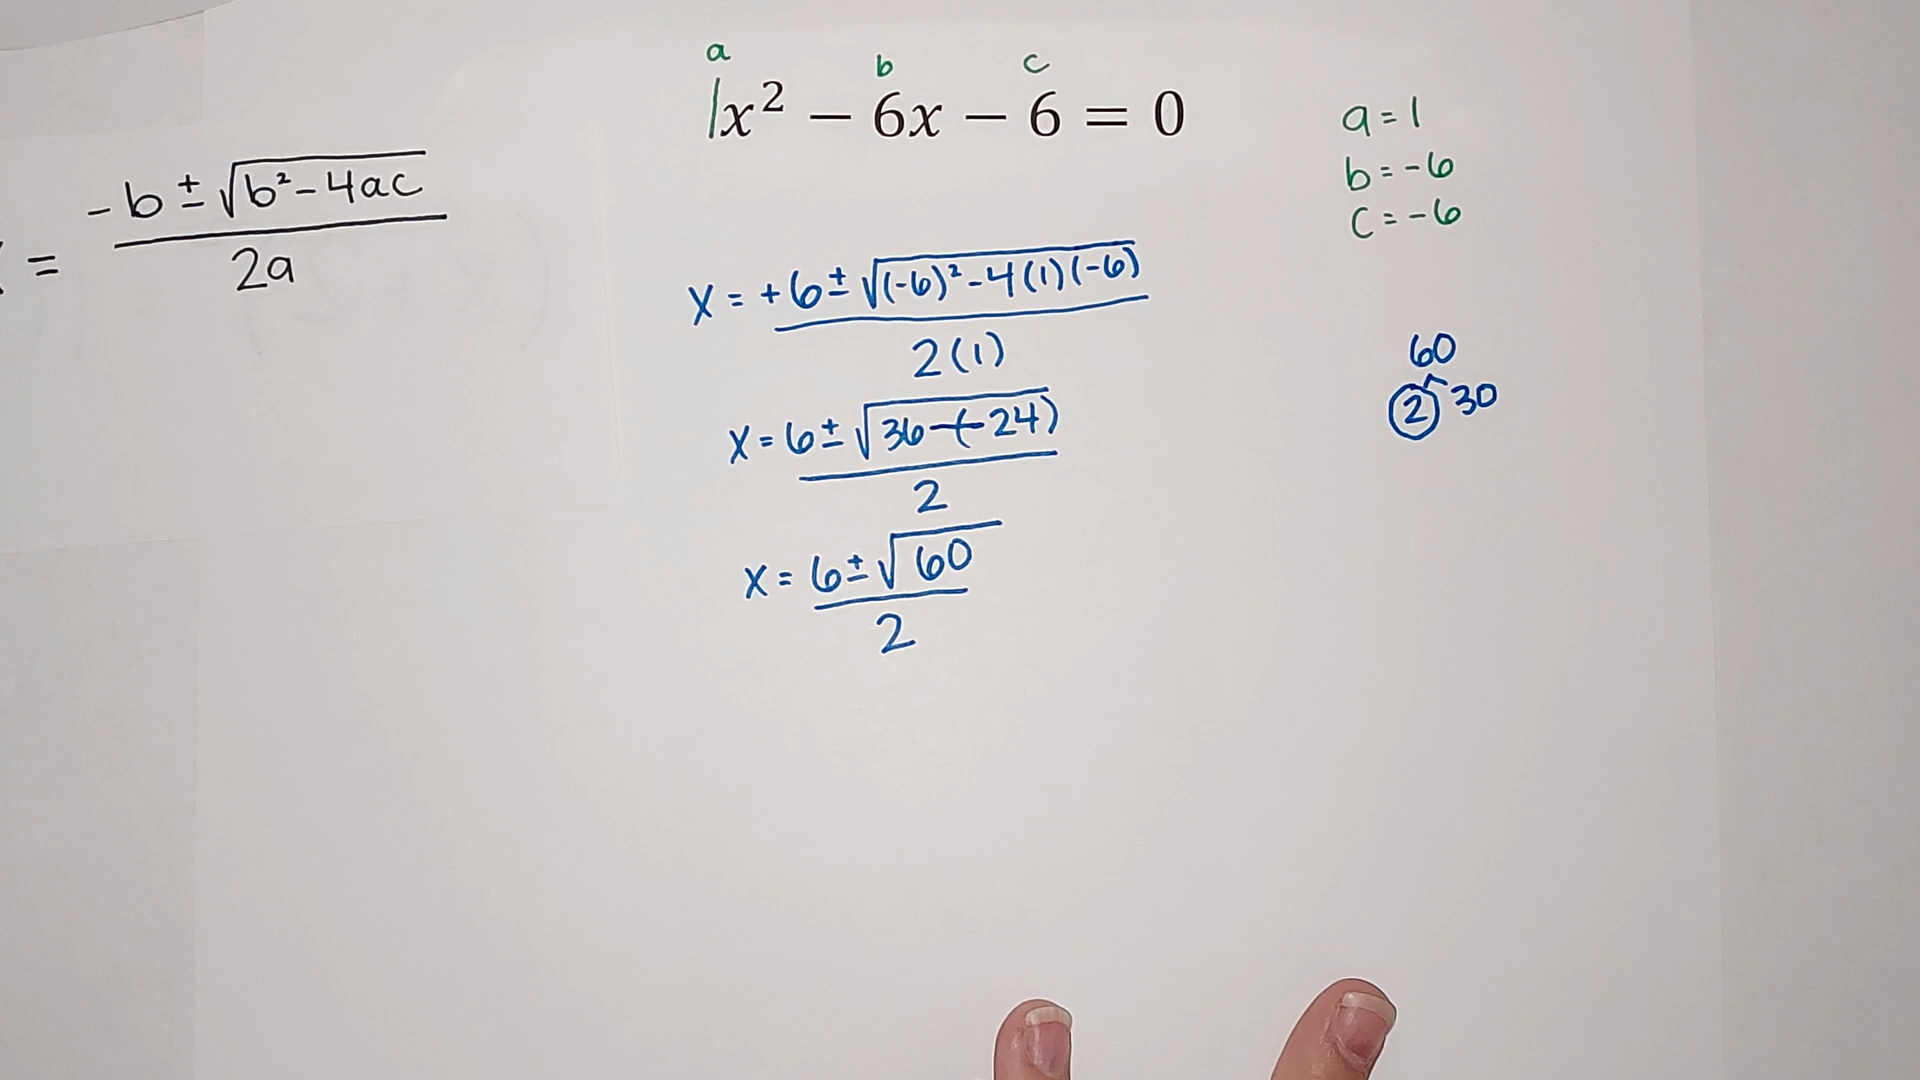 a b c
1x² − 6x − 6 = 0
a = 1
b = -6
c = -6
= -b ± √(b² - 4ac) / 2a
x = +6 ± √((-6)² - 4(1)(-6)) / 2(1)
x = 6 ± √(36 + (-24)) / 2
x = 6 ± √60 / 2
60
2 30